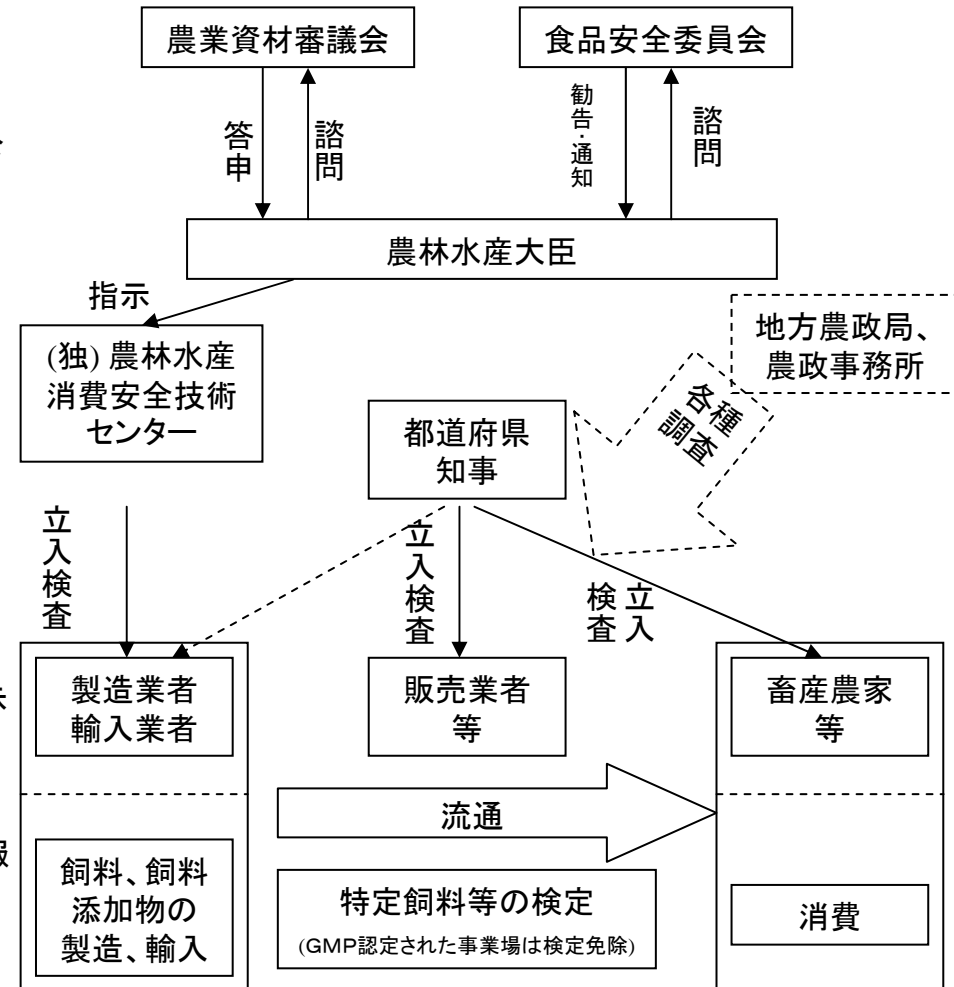 農業資材審議会
食品安全委員会
答申
諮問
勧告・通知
諮問
農林水産大臣
指示
(独) 農林水産
消費安全技術
センター
地方農政局、
農政事務所
各種
調査
都道府県
知事
立入検査
立入検査
立入
検査
製造業者
輸入業者
販売業者
等
畜産農家
等
流通
飼料、飼料
添加物の
製造、輸入
特定飼料等の検定
(GMP認定された事業場は検定免除)
消費
報